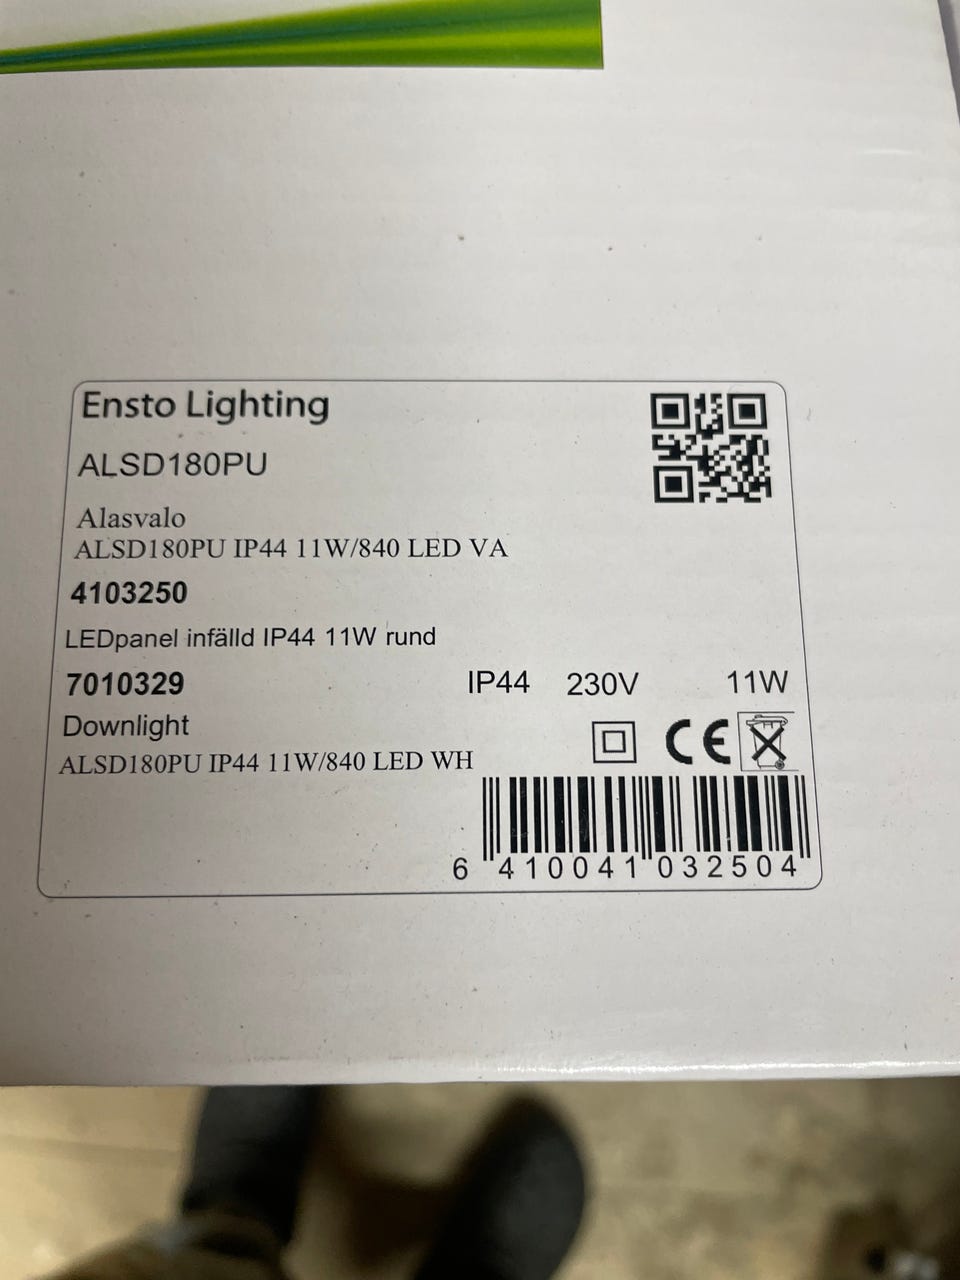 Ensto Lighting
ALSD180PU
Alasvalo
ALSD180PU IP44 11W/840 LED VA
4103250
LEDpanel infälld IP44 11W rund
7010329 IP44 230V 11W
Downlight
CE
ALSD180PU IP44 11W/840 LED WH
6 410041 032504